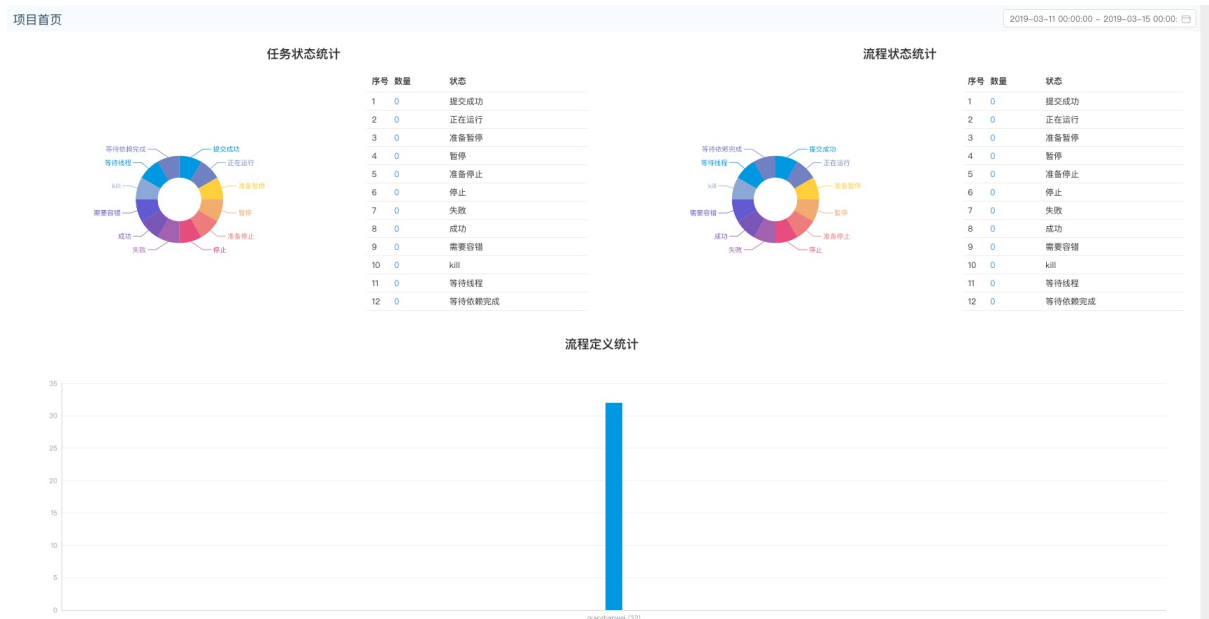 项目首页
2019-03-11 00:00:00 - 2019-03-15 00:00:
任务状态统计
序号 数量 状态
1 0 提交成功
2 0 正在运行
3 0 准备暂停
4 0 暂停
5 0 准备停止
6 0 停止
7 0 失败
8 0 成功
9 0 需要容错
10 0 kill
11 0 等待线程
12 0 等待依赖完成
等待依赖完成
提交成功
等待线程
正在运行
kill
准备暂停
需要容错
暂停
成功
准备停止
失败
停止
流程状态统计
序号 数量 状态
1 0 提交成功
2 0 正在运行
3 0 准备暂停
4 0 暂停
5 0 准备停止
6 0 停止
7 0 失败
8 0 成功
9 0 需要容错
10 0 kill
11 0 等待线程
12 0 等待依赖完成
等待依赖完成
提交成功
等待线程
正在运行
kill
准备暂停
需要容错
暂停
成功
准备停止
失败
停止
流程定义统计
35
30
25
20
15
10
5
0